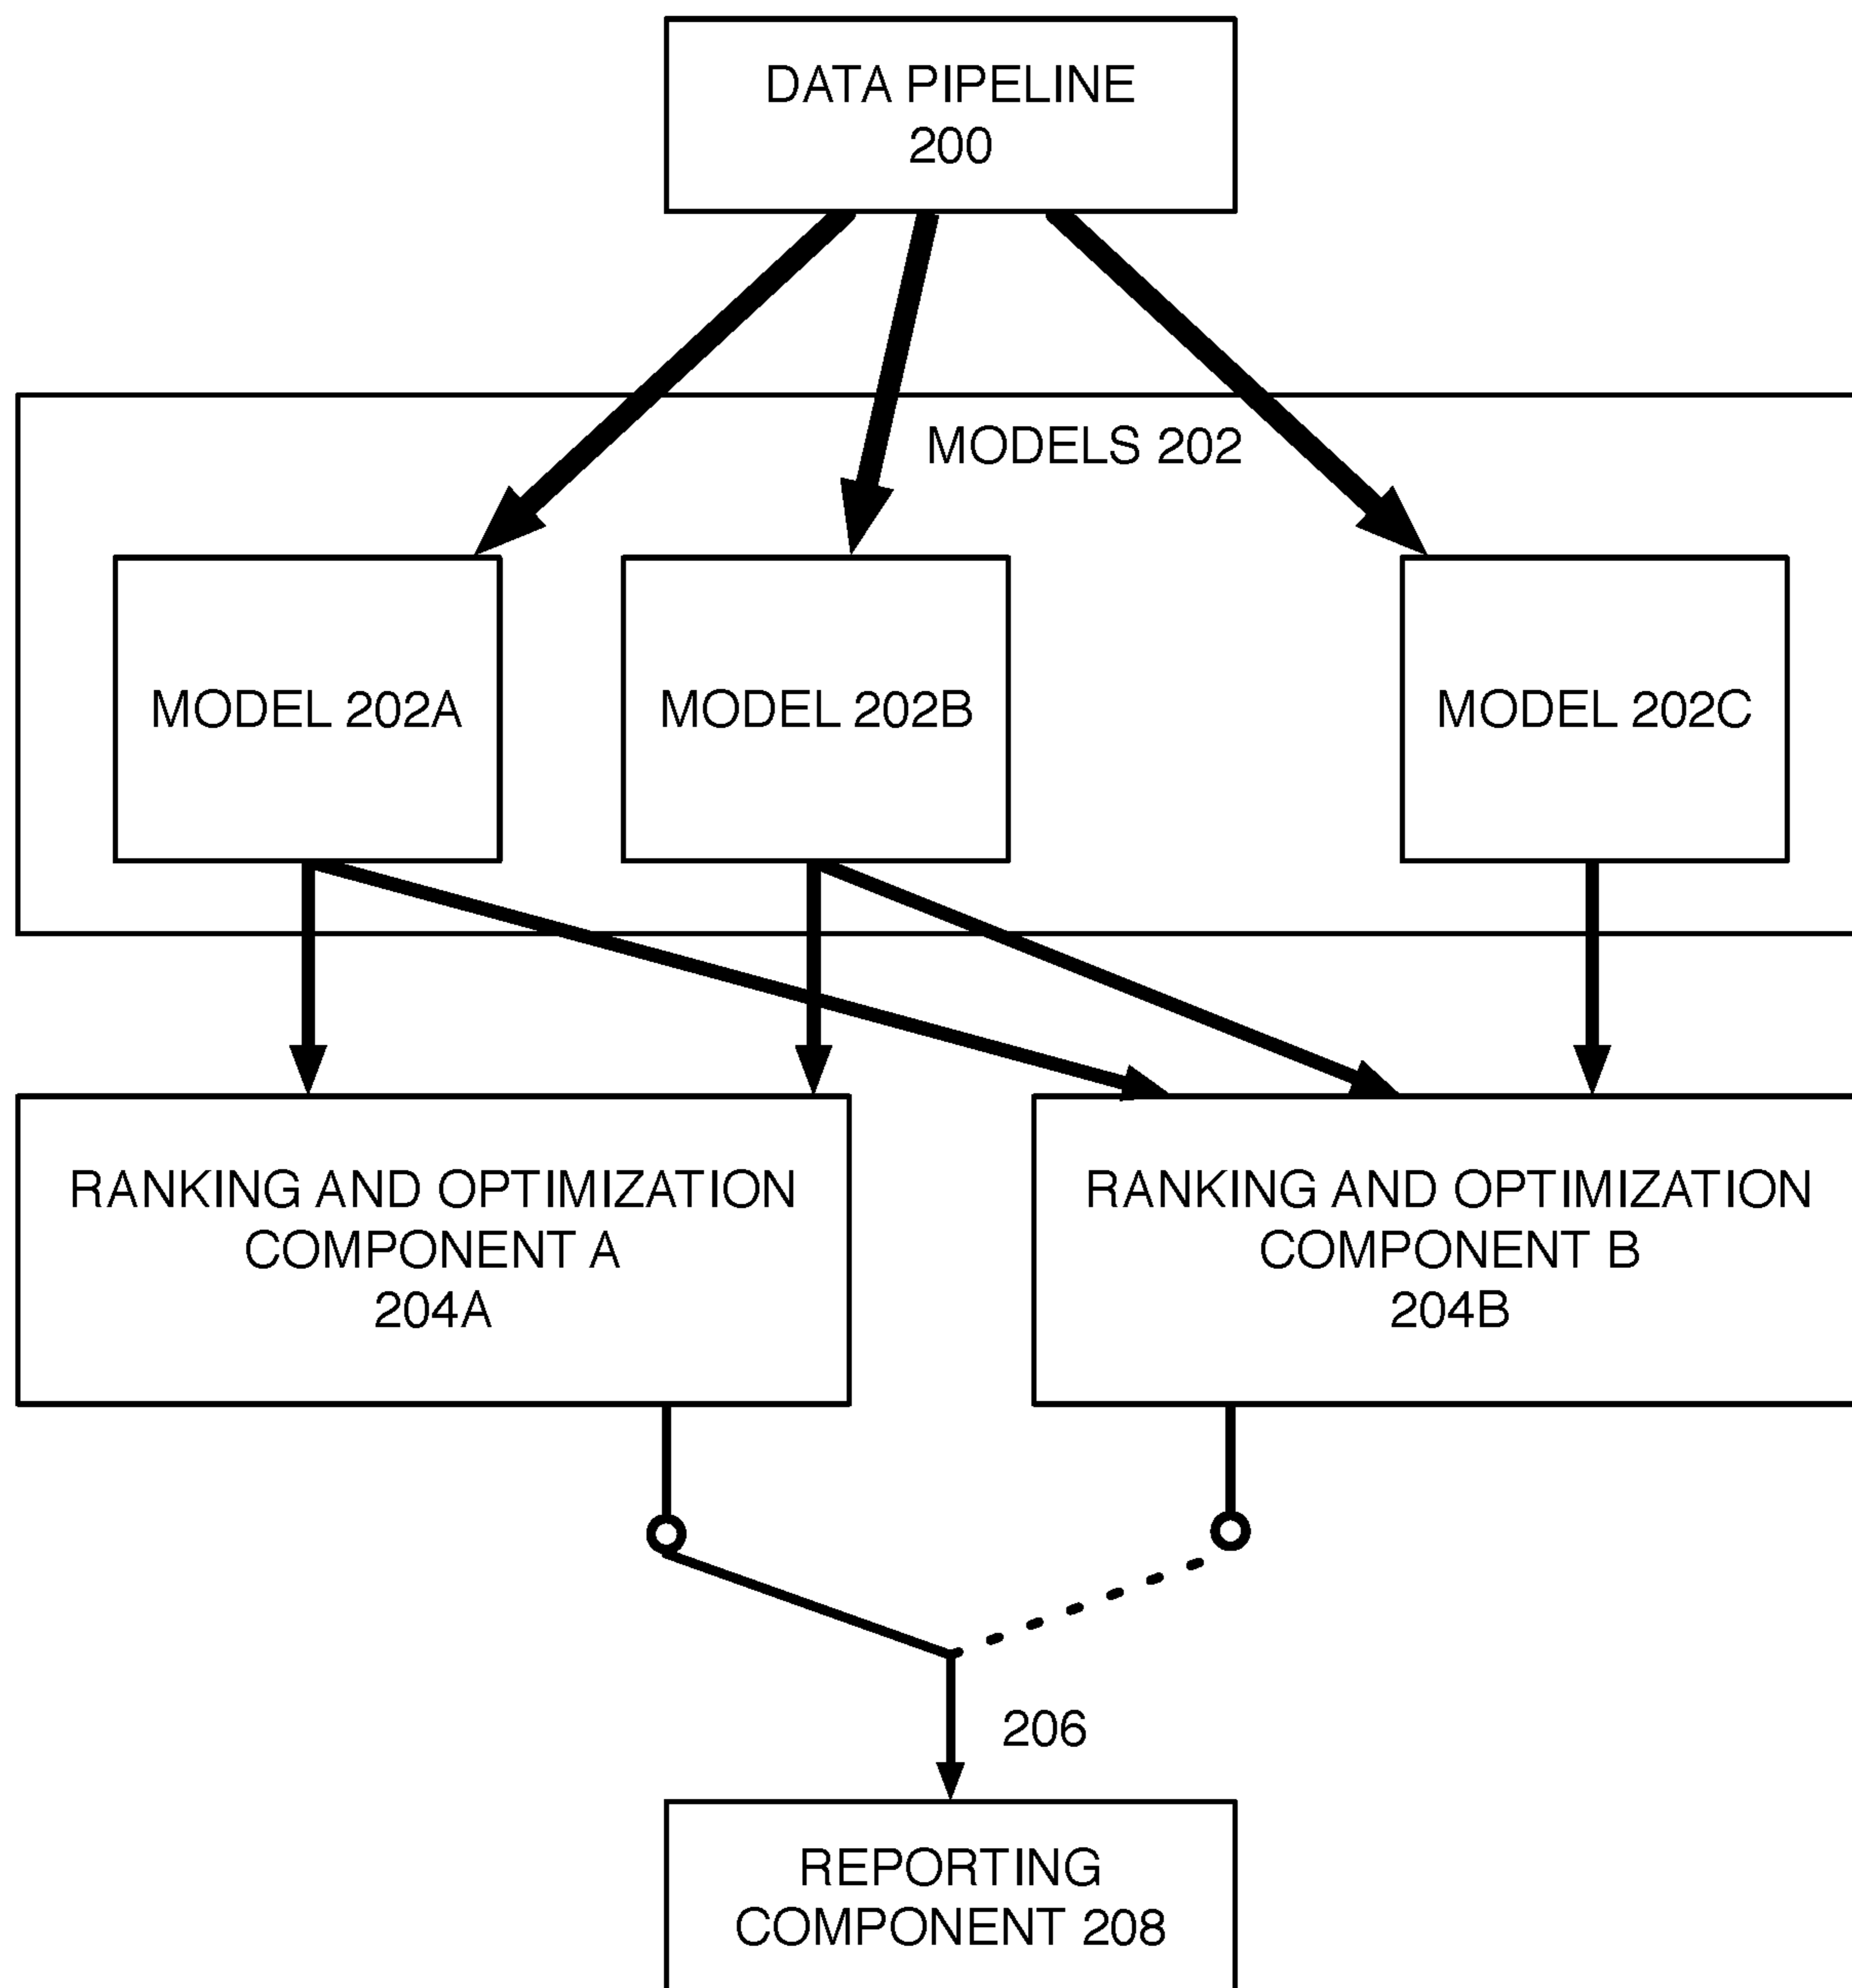 DATA PIPELINE
200
MODELS 202
MODEL 202A
MODEL 202B
MODEL 202C
RANKING AND OPTIMIZATION
COMPONENT A
204A
RANKING AND OPTIMIZATION
COMPONENT B
204B
206
REPORTING
COMPONENT 208